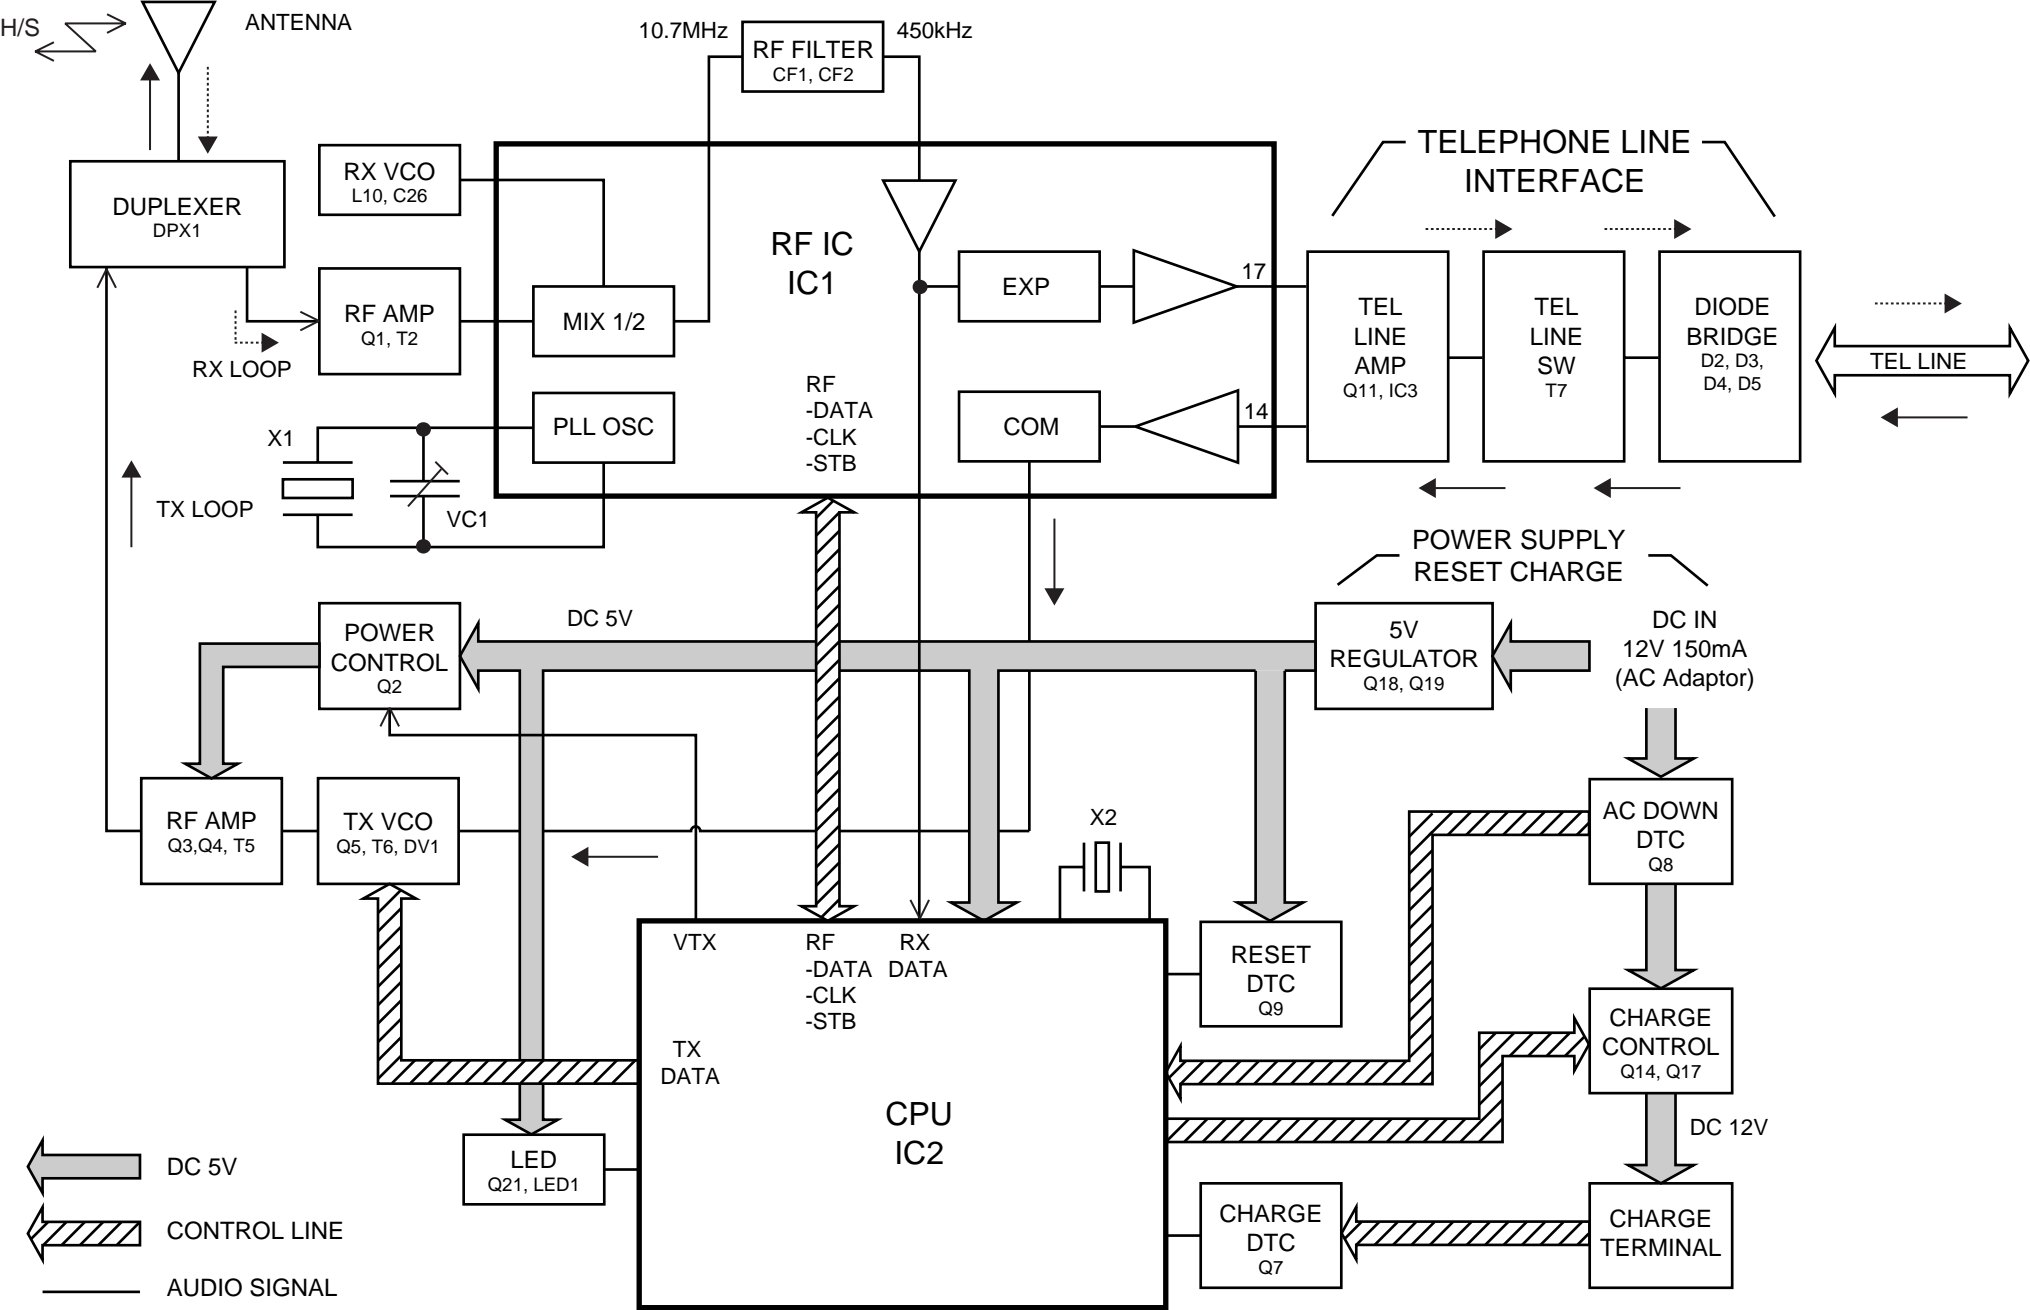 H/S
ANTENNA
10.7MHz
RF FILTER
CF1, CF2
450kHz
DUPLEXER
DPX1
RX VCO
L10, C26
RF IC
IC1
TELEPHONE LINE
INTERFACE
RF AMP
Q1, T2
RX LOOP
MIX 1/2
EXP
17
TEL
LINE
AMP
Q11, IC3
TEL
LINE
SW
T7
DIODE
BRIDGE
D2, D3,
D4, D5
TEL LINE
RF
-DATA
-CLK
-STB
PLL OSC
COM
14
X1
VC1
TX LOOP
POWER SUPPLY
RESET CHARGE
POWER
CONTROL
Q2
DC 5V
5V
REGULATOR
Q18, Q19
DC IN
12V 150mA
(AC Adaptor)
RF AMP
Q3,Q4, T5
TX VCO
Q5, T6, DV1
X2
AC DOWN
DTC
Q8
VTX
RF
-DATA
-CLK
-STB
RX
DATA
RESET
DTC
Q9
TX
DATA
CHARGE
CONTROL
Q14, Q17
CPU
IC2
DC 12V
LED
Q21, LED1
CHARGE
DTC
Q7
CHARGE
TERMINAL
DC 5V
CONTROL LINE
AUDIO SIGNAL